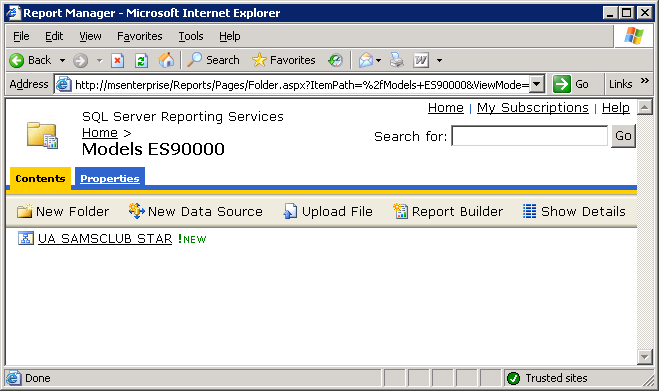 Report Manager - Microsoft Internet Explorer
File Edit View Favorites Tools Help
Back Search Favorites W
Address http://msenterprise/Reports/Pages/Folder.aspx?ItemPath=%2fModels+ES90000&ViewMode= Go Links »
Home | My Subscriptions | Help
SQL Server Reporting Services
Home >
Models ES90000
Search for: Go
Contents Properties
New Folder New Data Source Upload File Report Builder Show Details
UA SAMSCLUB STAR !NEW
Done Trusted sites